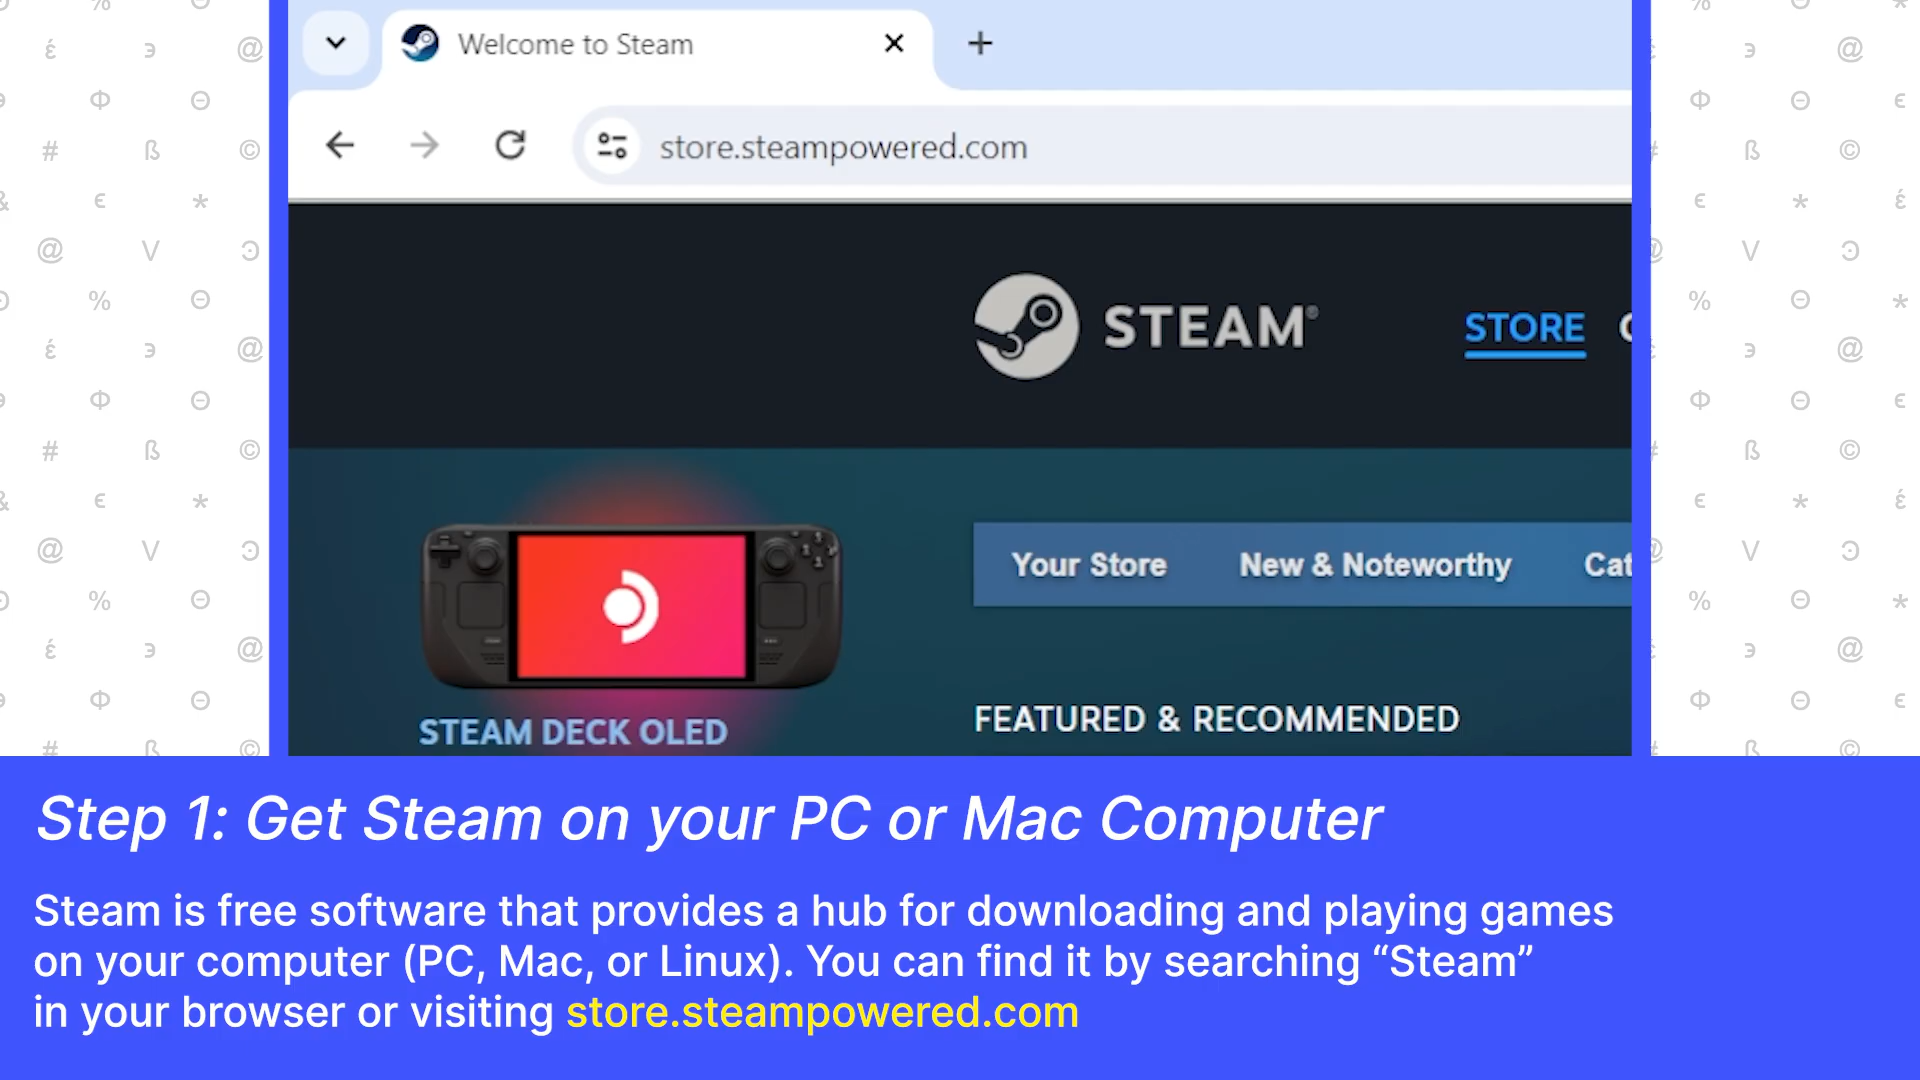 Welcome to Steam
store.steampowered.com
STEAM®
STORE
Your Store
New & Noteworthy
Cat
STEAM DECK OLED
FEATURED & RECOMMENDED
Step 1: Get Steam on your PC or Mac Computer
Steam is free software that provides a hub for downloading and playing games
on your computer (PC, Mac, or Linux). You can find it by searching “Steam”
in your browser or visiting store.steampowered.com